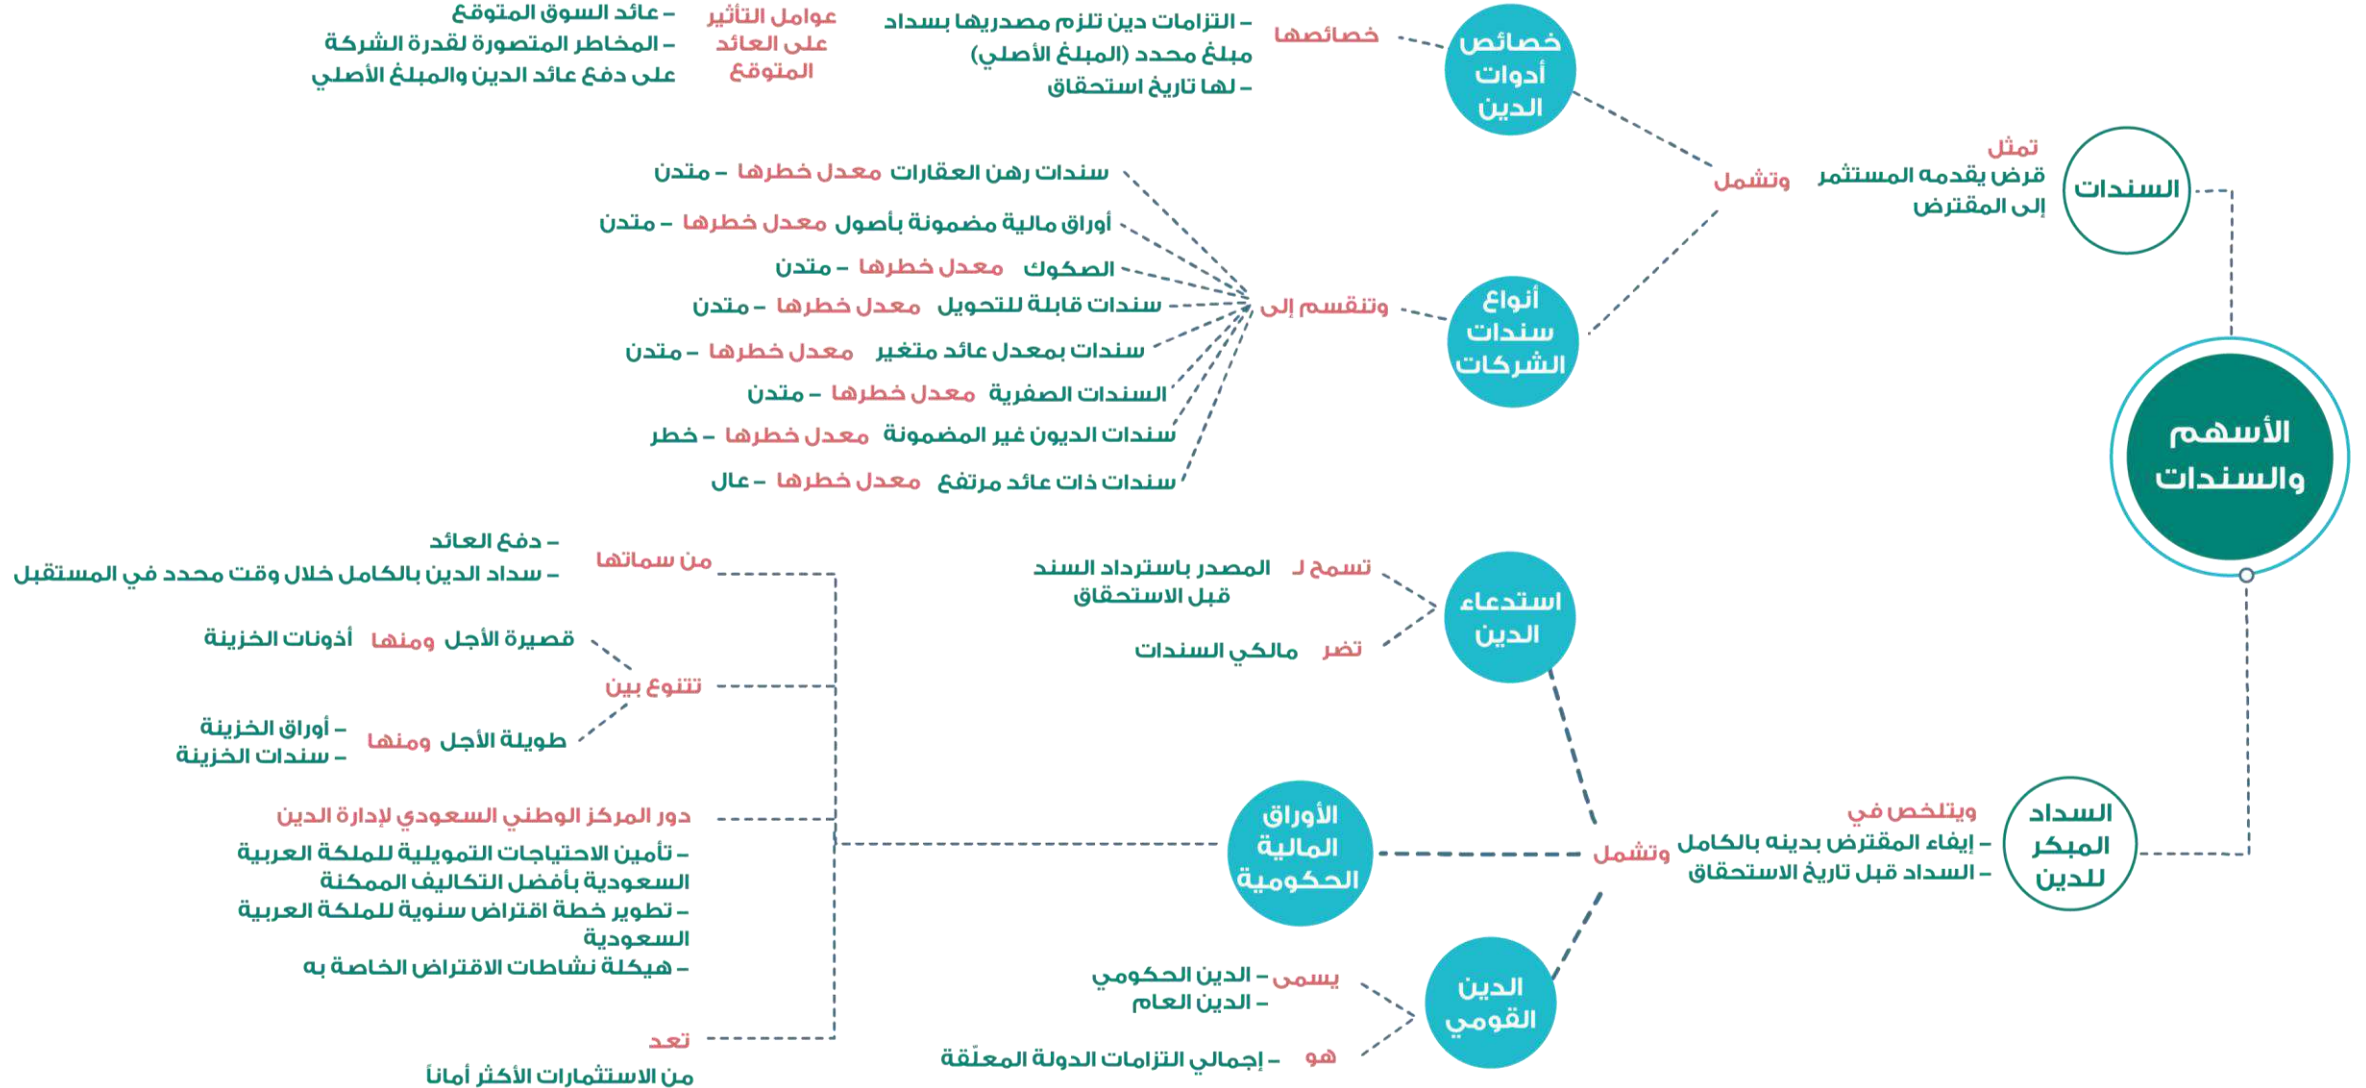 الأسهم
والسندات
السندات
تمثل
قرض يقدمه المستثمر
إلى المقترض
وتشمل
خصائص
أدوات
الدين
خصائصها
– التزامات دين تلزم مصدريها بسداد
مبلغ محدد (المبلغ الأصلي)
– لها تاريخ استحقاق
عوامل التأثير
على العائد
المتوقع
– عائد السوق المتوقع
– المخاطر المتصورة لقدرة الشركة
على دفع عائد الدين والمبلغ الأصلي
أنواع
سندات
الشركات
وتنقسم إلى
سندات رهن العقارات معدل خطرها – متدن
أوراق مالية مضمونة بأصول معدل خطرها – متدن
الصكوك معدل خطرها – متدن
سندات قابلة للتحويل معدل خطرها – متدن
سندات بمعدل عائد متغير معدل خطرها – متدن
السندات الصفرية معدل خطرها – متدن
سندات الديون غير المضمونة معدل خطرها – خطر
سندات ذات عائد مرتفع معدل خطرها – عال
السداد
المبكر
للدين
ويتلخص في
– إيفاء المقترض بدينه بالكامل
– السداد قبل تاريخ الاستحقاق
وتشمل
استدعاء
الدين
تسمح لـ المصدر باسترداد السند
قبل الاستحقاق
تضر مالكي السندات
الأوراق
المالية
الحكومية
من سماتها
– دفع العائد
– سداد الدين بالكامل خلال وقت محدد في المستقبل
تتنوع بين
قصيرة الأجل ومنها أذونات الخزينة
طويلة الأجل ومنها
– أوراق الخزينة
– سندات الخزينة
دور المركز الوطني السعودي لإدارة الدين
– تأمين الاحتياجات التمويلية للملكة العربية
السعودية بأفضل التكاليف الممكنة
– تطوير خطة اقتراض سنوية للملكة العربية
السعودية
– هيكلة نشاطات الاقتراض الخاصة به
تعد
من الاستثمارات الأكثر أماناً
الدين
القومي
يسمى
– الدين الحكومي
– الدين العام
هو – إجمالي التزامات الدولة المعلّقة